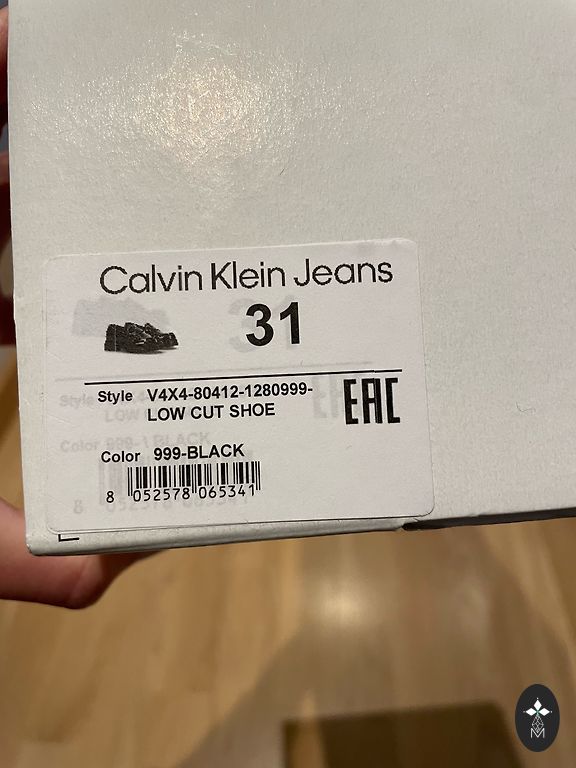 Calvin Klein Jeans
31
Style V4X4-80412-1280999-
LOW CUT SHOE
EAC
Color 999-BLACK
8 052578 065341